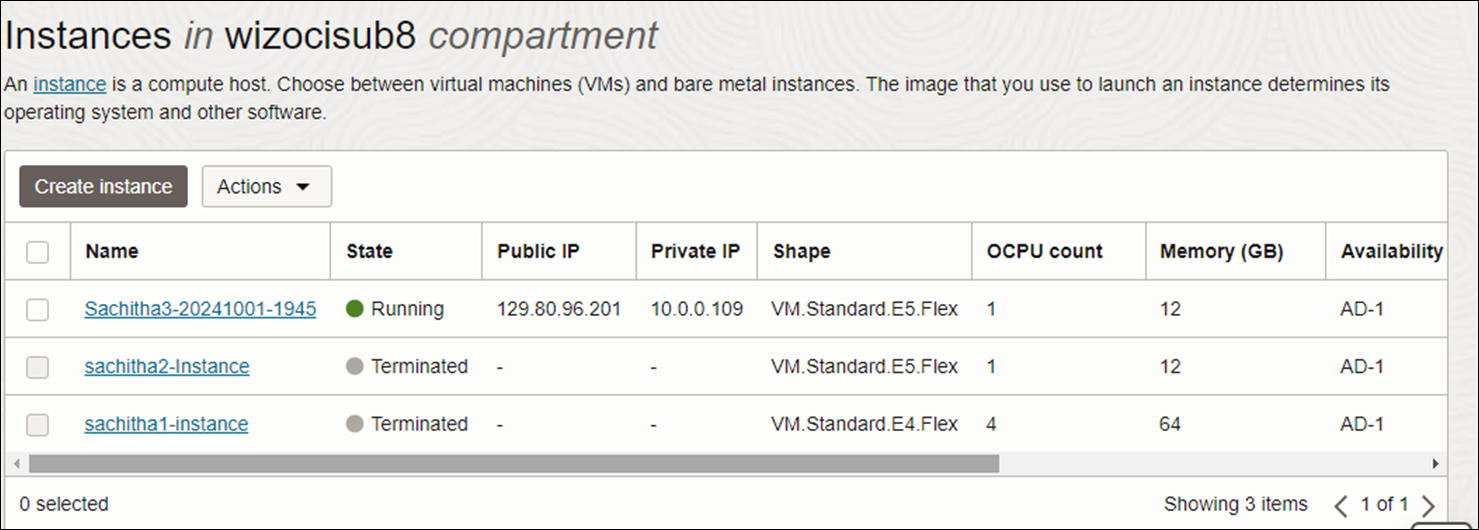 Instances in wizocisub8 compartment
An instance is a compute host. Choose between virtual machines (VMs) and bare metal instances. The image that you use to launch an instance determines its
operating system and other software.
Create instance Actions
Name State Public IP Private IP Shape OCPU count Memory (GB) Availability
Sachitha3-20241001-1945 Running 129.80.96.201 10.0.0.109 VM.Standard.E5.Flex 1 12 AD-1
sachitha2-Instance Terminated - - VM.Standard.E5.Flex 1 12 AD-1
sachitha1-instance Terminated - - VM.Standard.E4.Flex 4 64 AD-1
0 selected Showing 3 items 1 of 1